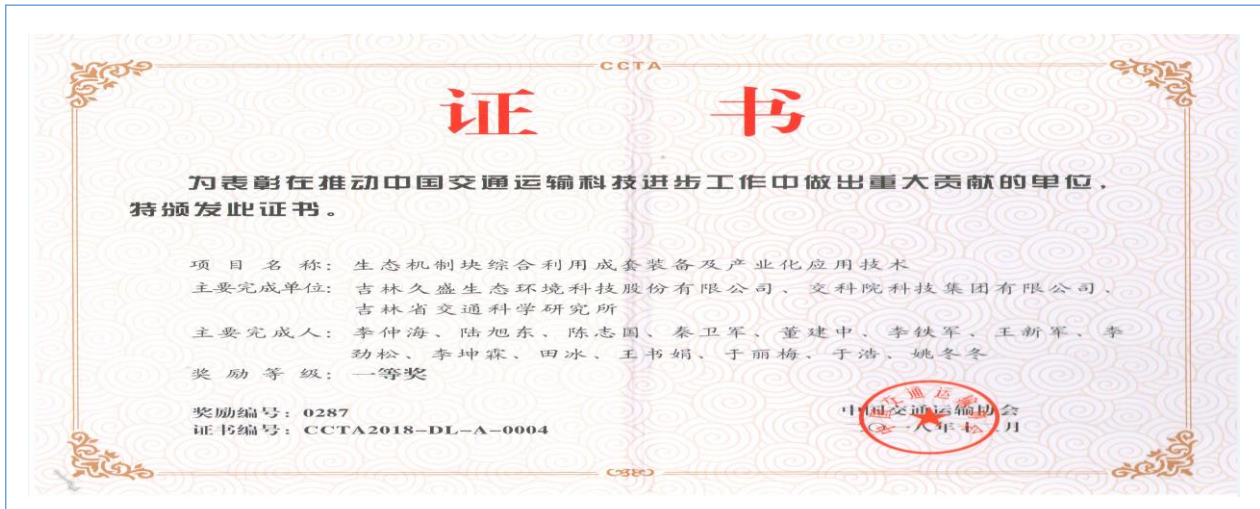 CCTA
证 书
为表彰在推动中国交通运输科技进步工作中做出重大贡献的单位，
特颁发此证书。
项目名称：生态机制块综合利用成套装备及产业化应用技术
主要完成单位：吉林久盛生态环境科技股份有限公司、交科院科技集团有限公司、
吉林省交通科学研究所
主要完成人：李仲海、陆旭东、陈志国、秦卫军、董建中、李铁军、王新军、李
劲松、李坤霖、田冰、王书娟、于丽梅、于浩、姚冬冬
奖励等级：一等奖
奖励编号：0287
证书编号：CCTA2018-DL-A-0004
中国交通运输协会
二〇一八年十 月